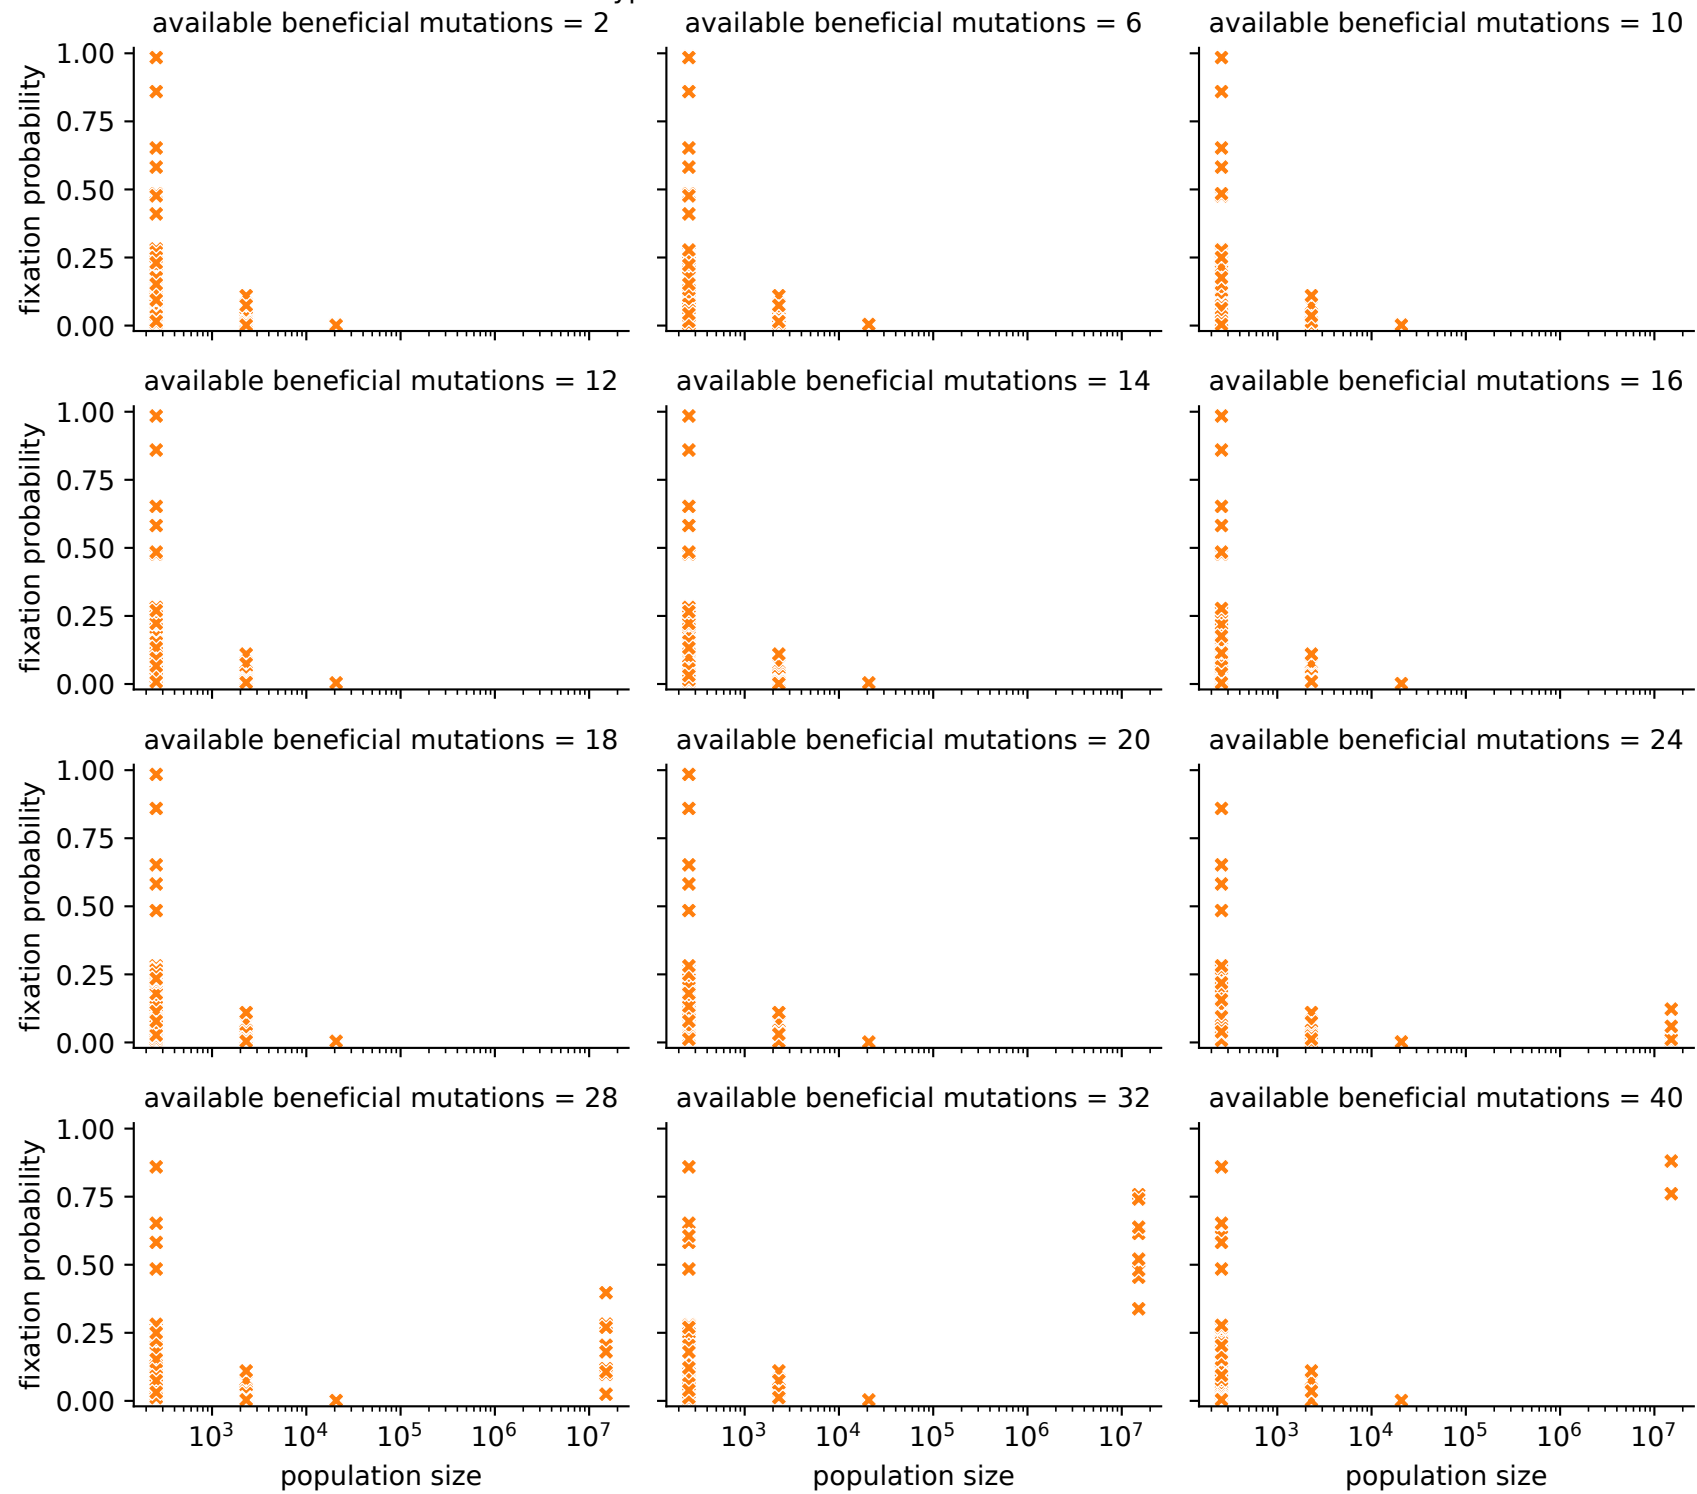 available beneficial mutations = 2
available beneficial mutations = 6
available beneficial mutations = 10
fixation probability
1.00
0.75
0.50
0.25
0.00
available beneficial mutations = 12
available beneficial mutations = 14
available beneficial mutations = 16
fixation probability
1.00
0.75
0.50
0.25
0.00
available beneficial mutations = 18
available beneficial mutations = 20
available beneficial mutations = 24
fixation probability
1.00
0.75
0.50
0.25
0.00
available beneficial mutations = 28
available beneficial mutations = 32
available beneficial mutations = 40
fixation probability
1.00
0.75
0.50
0.25
0.00
10³ 10⁴ 10⁵ 10⁶ 10⁷
10³ 10⁴ 10⁵ 10⁶ 10⁷
10³ 10⁴ 10⁵ 10⁶ 10⁷
population size
population size
population size